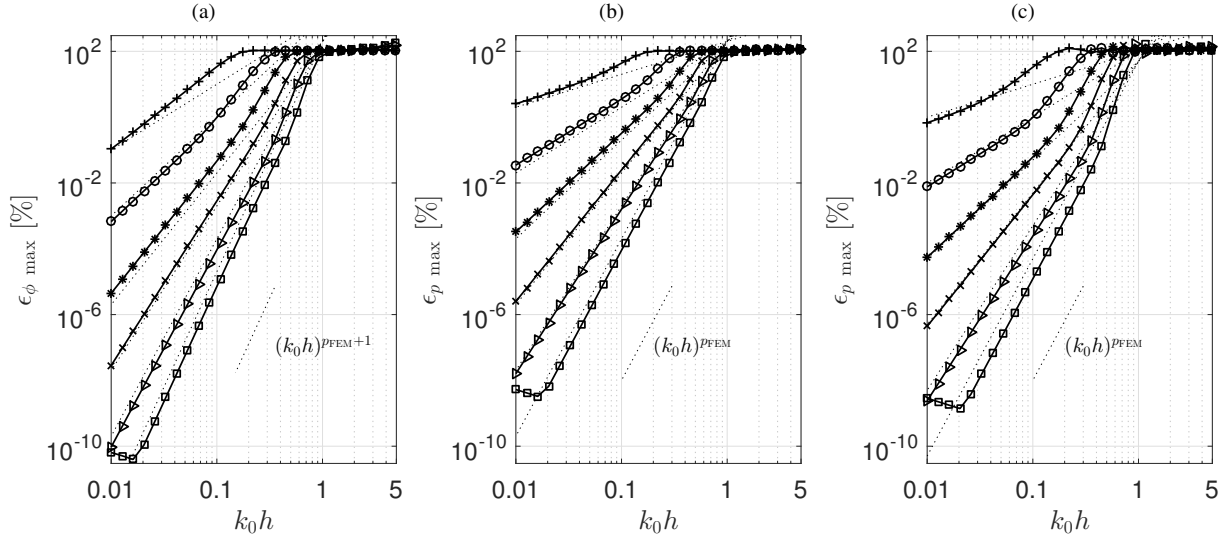 (a)
(b)
(c)
10^2
10^-2
10^-6
10^-10
ϵ_ϕ max [%]
(k_0h)^{p_FEM+1}
0.01 0.1 1 5
k_0h
10^2
10^-2
10^-6
10^-10
ϵ_p max [%]
(k_0h)^{p_FEM}
0.01 0.1 1 5
k_0h
10^2
10^-2
10^-6
10^-10
ϵ_p max [%]
(k_0h)^{p_FEM}
0.01 0.1 1 5
k_0h